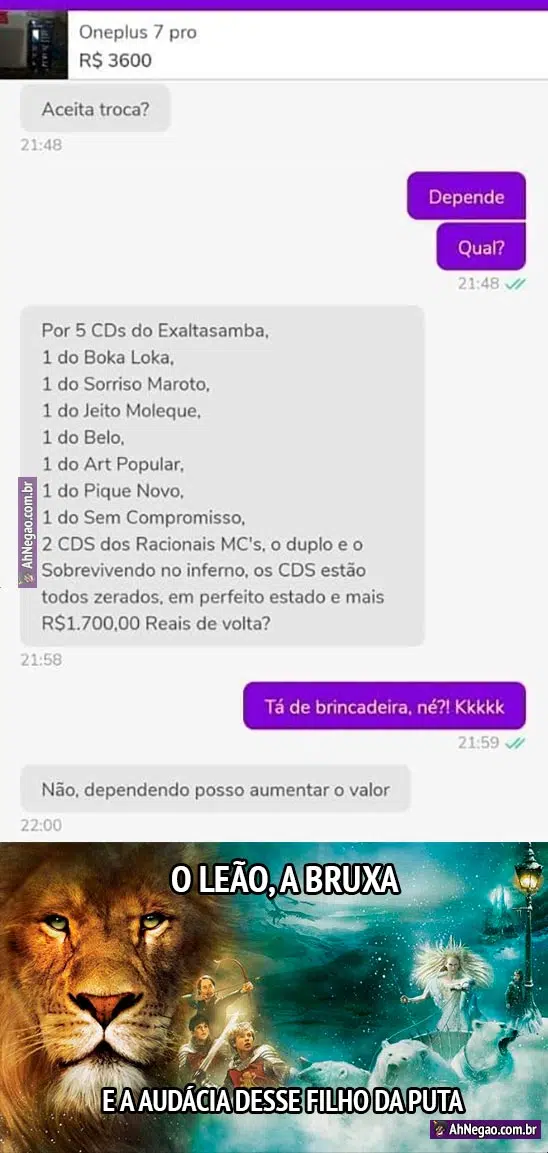 Oneplus 7 pro
R$ 3600
Aceita troca?
21:48
Depende
Qual?
21:48
Por 5 CDs do Exaltasamba,
1 do Boka Loka,
1 do Sorriso Maroto,
1 do Jeito Moleque,
1 do Belo,
1 do Art Popular,
1 do Pique Novo,
1 do Sem Compromisso,
2 CDS dos Racionais MC's, o duplo e o
Sobrevivendo no inferno, os CDS estão
todos zerados, em perfeito estado e mais
R$1.700,00 Reais de volta?
AhNegao.com.br
21:58
Tá de brincadeira, né?! Kkkkk
21:59
Não, dependendo posso aumentar o valor
22:00
O LEÃO, A BRUXA
E A AUDÁCIA DESSE FILHO DA PUTA
AhNegao.com.br